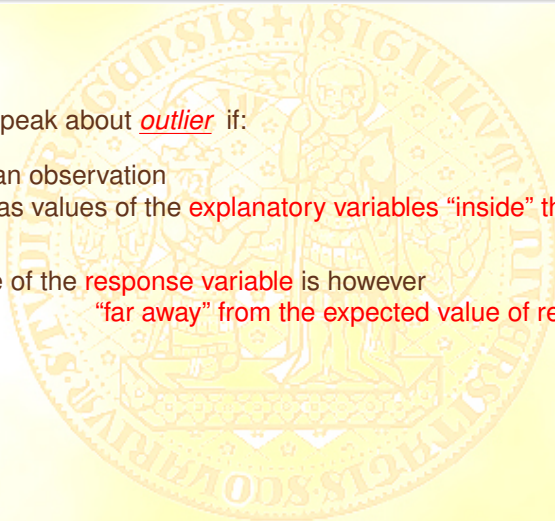 peak about outlier if:
an observation
as values of the explanatory variables “inside” th
e of the response variable is however
“far away” from the expected value of re